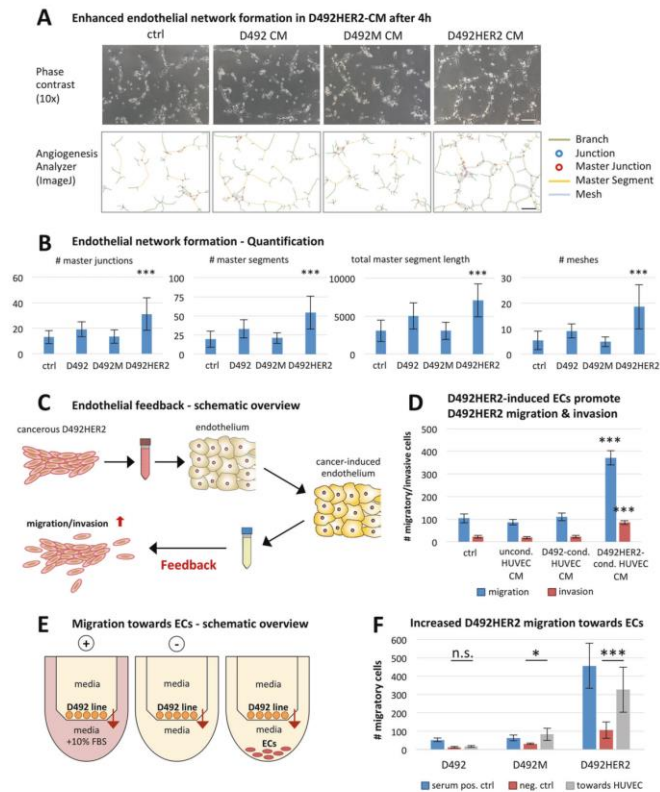 A Enhanced endothelial network formation in D492HER2-CM after 4h
ctrl D492 CM D492M CM D492HER2 CM
Phase
contrast
(10x)
Angiogenesis
Analyzer
(ImageJ)
Branch
Junction
Master Junction
Master Segment
Mesh
B Endothelial network formation - Quantification
# master junctions
***
60
40
20
0
ctrl D492 D492M D492HER2
# master segments
***
100
75
50
25
0
ctrl D492 D492M D492HER2
total master segment length
***
10000
5000
0
ctrl D492 D492M D492HER2
# meshes
***
30
20
10
0
ctrl D492 D492M D492HER2
C Endothelial feedback - schematic overview
cancerous D492HER2
endothelium
cancer-induced
endothelium
migration/invasion
Feedback
D D492HER2-induced ECs promote
D492HER2 migration & invasion
# migratory/invasive cells
500
400
300
200
100
0
***
***
ctrl
uncond.
HUVEC
CM
D492-cond.
HUVEC
CM
D492HER2-
cond. HUVEC
CM
migration invasion
E Migration towards ECs - schematic overview
+
-
media
D492 line
media
+10% FBS
media
D492 line
media
media
D492 line
media
ECs
F Increased D492HER2 migration towards ECs
# migratory cells
600
500
400
300
200
100
0
n.s.
*
***
D492 D492M D492HER2
serum pos. ctrl neg. ctrl towards HUVEC